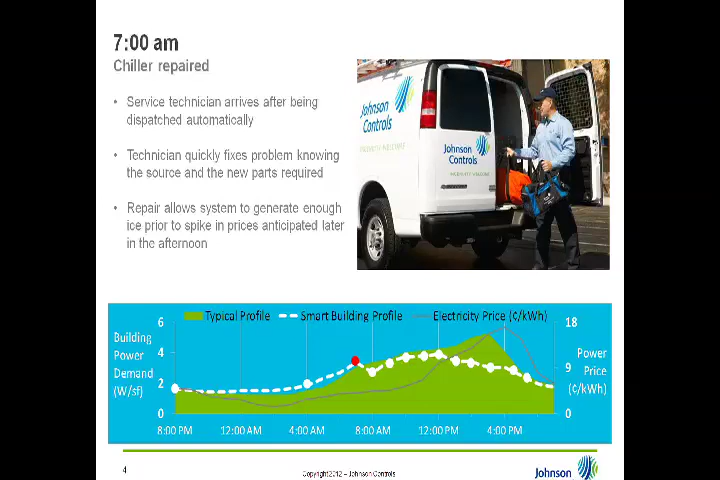 7:00 am
Chiller repaired
• Service technician arrives after being
dispatched automatically
• Technician quickly fixes problem knowing
the source and the new parts required
• Repair allows system to generate enough
ice prior to spike in prices anticipated later
in the afternoon
Johnson
Controls
Johnson
Controls
Typical Profile
Smart Building Profile
Electricity Price (¢/kWh)
Building
Power
Demand
(W/sf)
6
4
2
0
18
9
0
Power
Price
(¢/kWh)
8:00 PM
12:00 AM
4:00 AM
8:00 AM
12:00 PM
4:00 PM
4
Copyright 2012 – Johnson Controls
Johnson